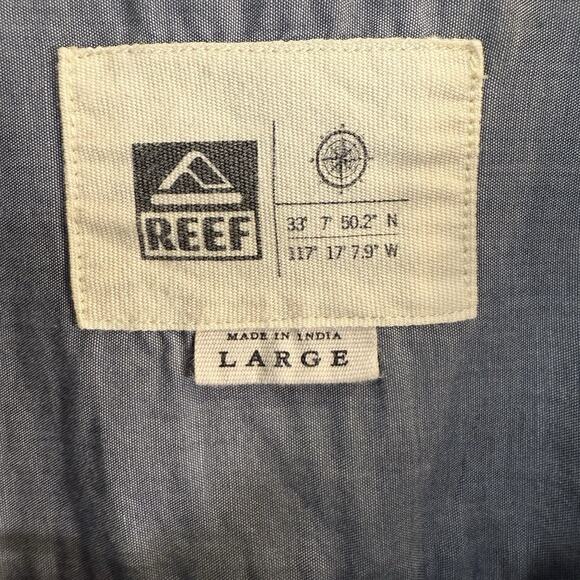 REEF
33° 7' 50.2" N
117° 17' 7.9" W
MADE IN INDIA
LARGE